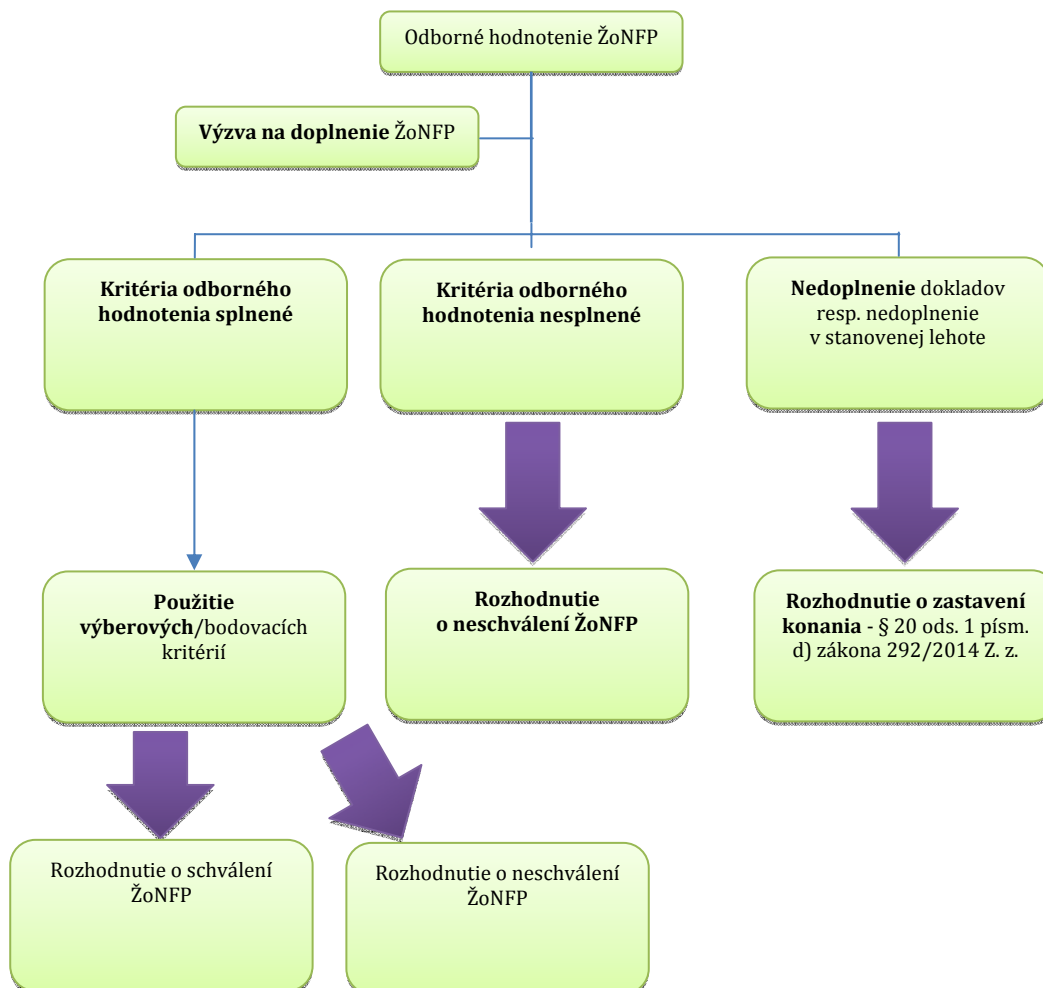 Odborné hodnotenie ŽoNFP
Výzva na doplnenie ŽoNFP
Kritéria odborného
hodnotenia splnené
Kritéria odborného
hodnotenia nesplnené
Nedoplnenie dokladov
resp. nedoplnenie
v stanovenej lehote
Použitie
výberových/bodovacích
kritérií
Rozhodnutie
o neschválení ŽoNFP
Rozhodnutie o zastavení
konania - § 20 ods. 1 písm.
d) zákona 292/2014 Z. z.
Rozhodnutie o schválení
ŽoNFP
Rozhodnutie o neschválení
ŽoNFP